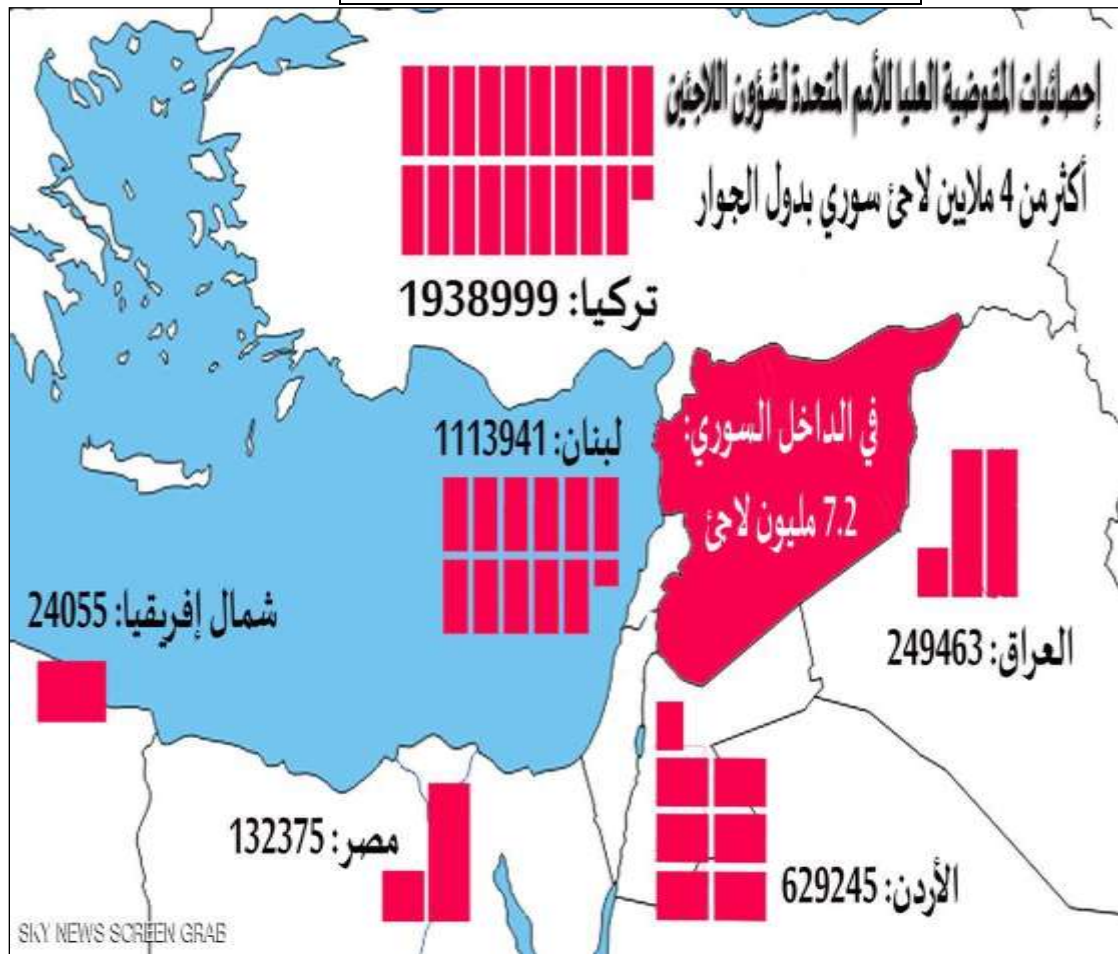 إحصائيات المفوضية العليا للأمم المتحدة لشؤون اللاجئين
أكثر من 4 ملايين لاجئ سوري بدول الجوار
تركيا: 1938999
في الداخل السوري:
7.2 مليون لاجئ
لبنان: 1113941
العراق: 249463
شمال إفريقيا: 24055
مصر: 132375
الأردن: 629245
SKY NEWS SCREEN GRAB